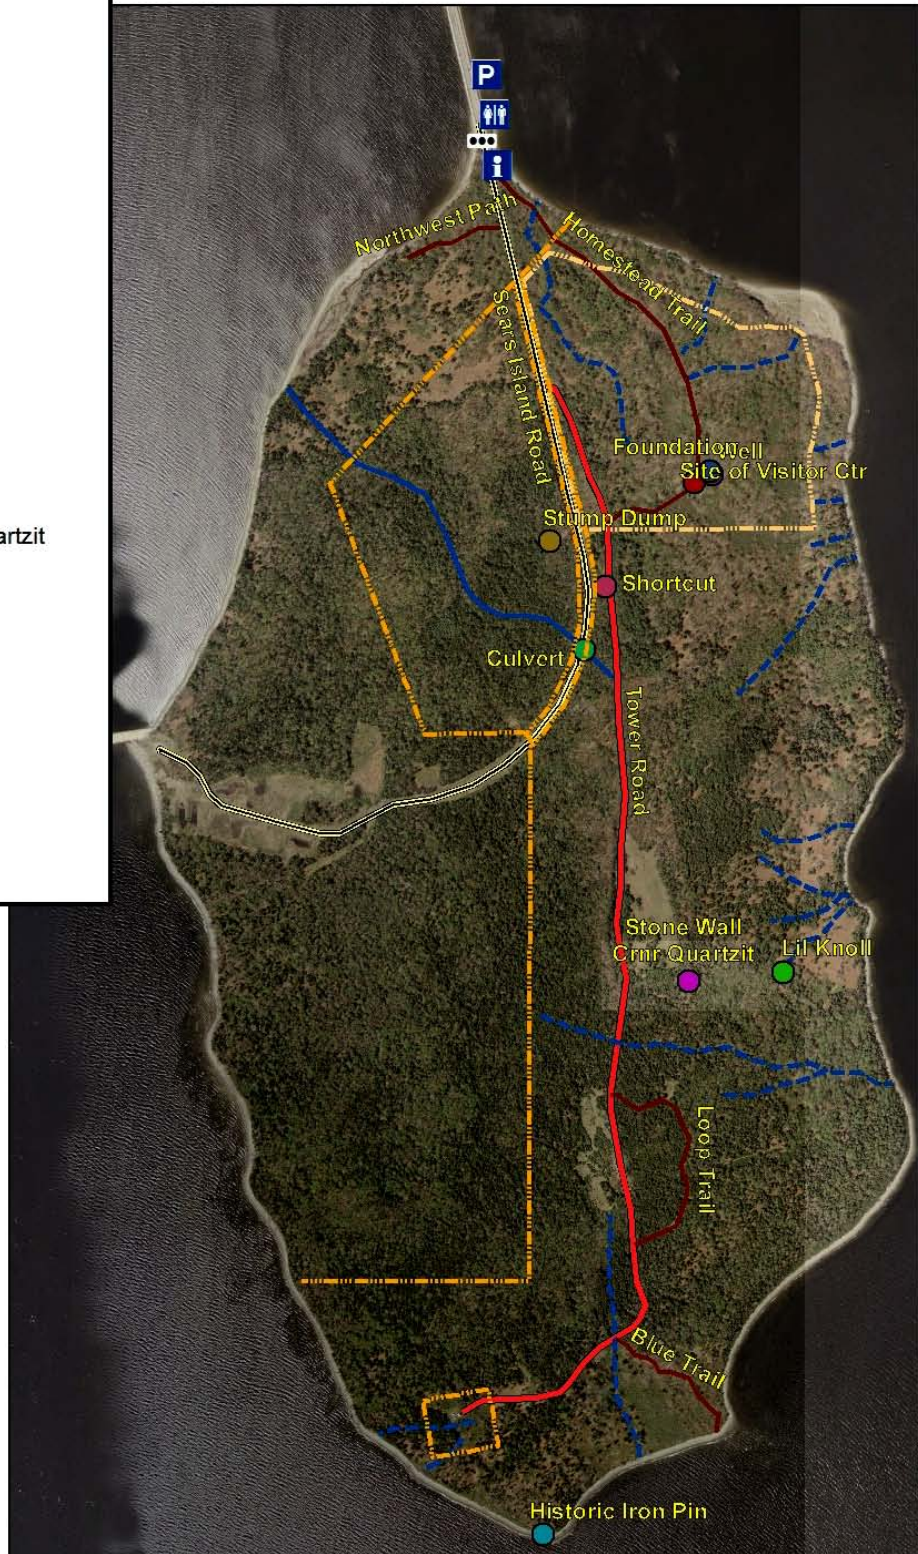 P
i
Northwest Path
Homestead Trail
Sears Island Road
Foundation
Well
Site of Visitor Ctr
artzit
Stump Dump
Shortcut
Culvert
Tower Road
Stone Wall
Crnr Quartzit
Lil Knoll
Loop Trail
Blue Trail
Historic Iron Pin